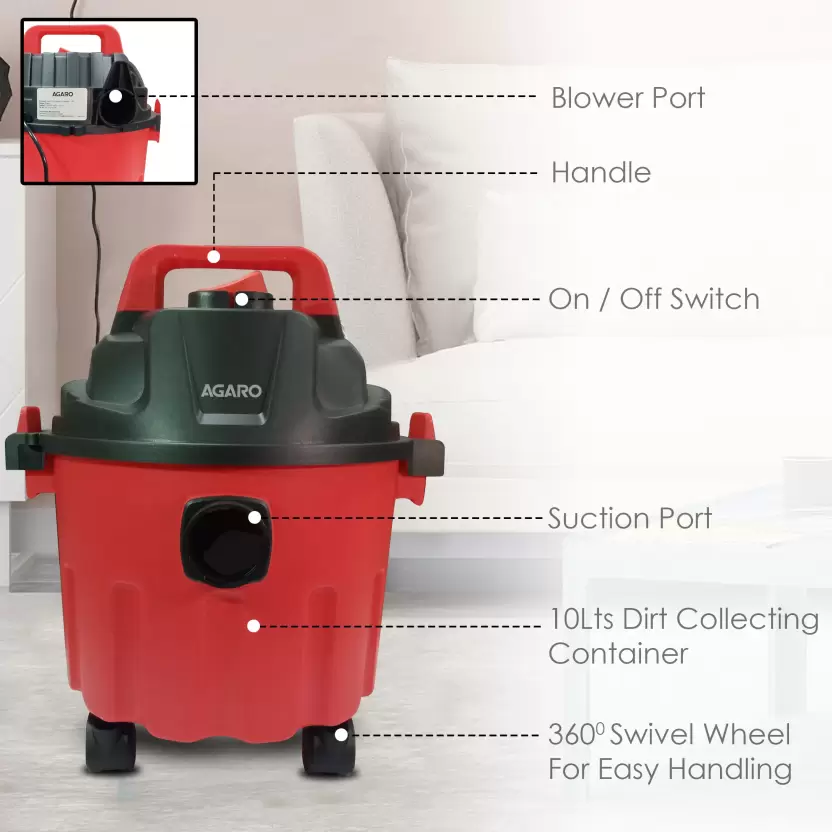 AGARO
Blower Port
Handle
On / Off Switch
AGARO
Suction Port
10Lts Dirt Collecting
Container
360⁰ Swivel Wheel
For Easy Handling